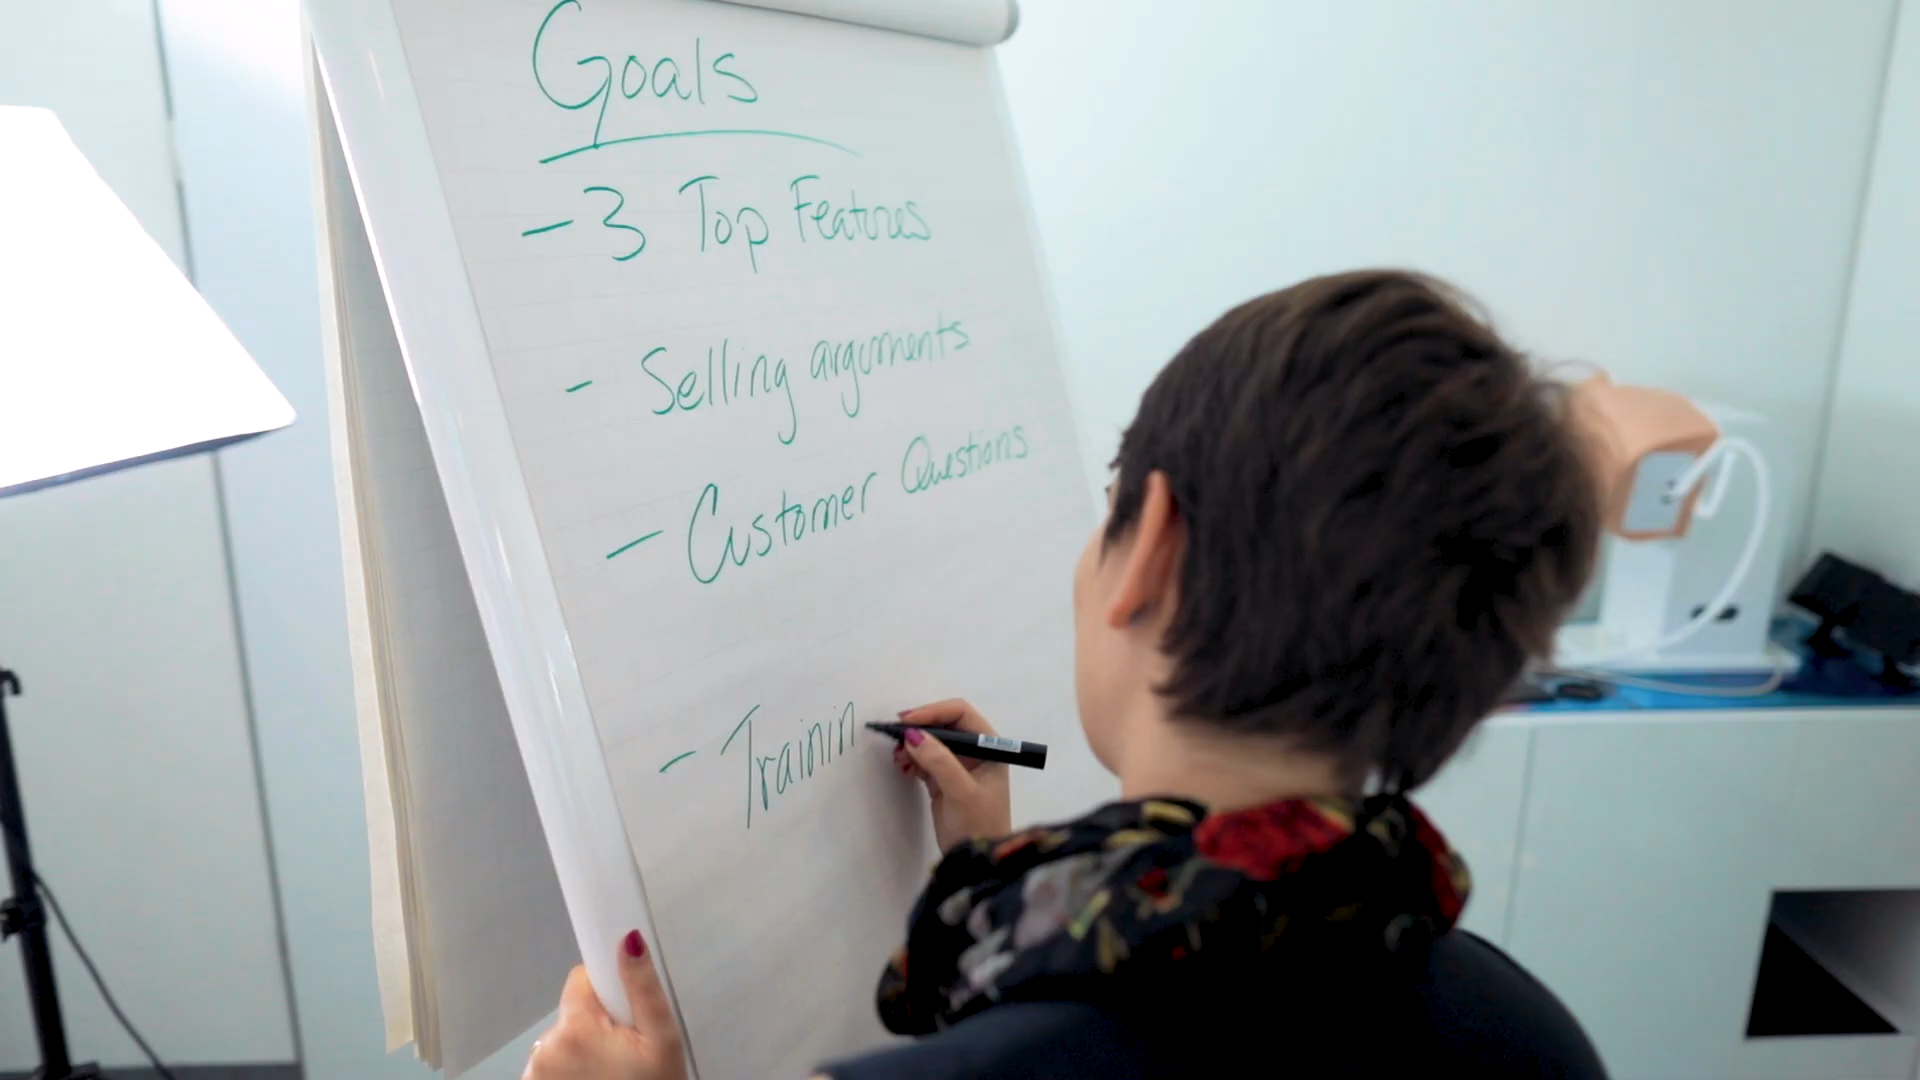 Goals
- 3 Top Features
- Selling arguments
- Customer Questions
- Trainin